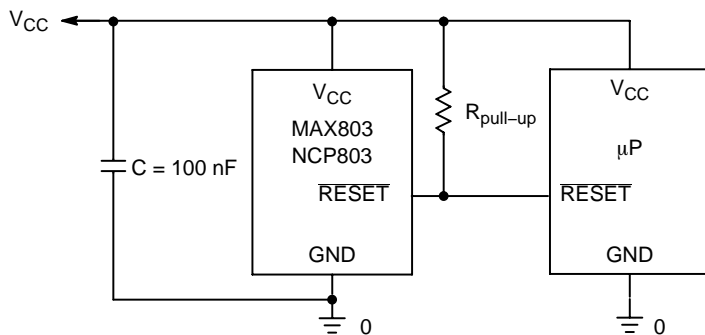 VCC
VCC
MAX803
NCP803
RESET
GND
Rpull–up
VCC
μP
RESET
GND
C = 100 nF
0
0